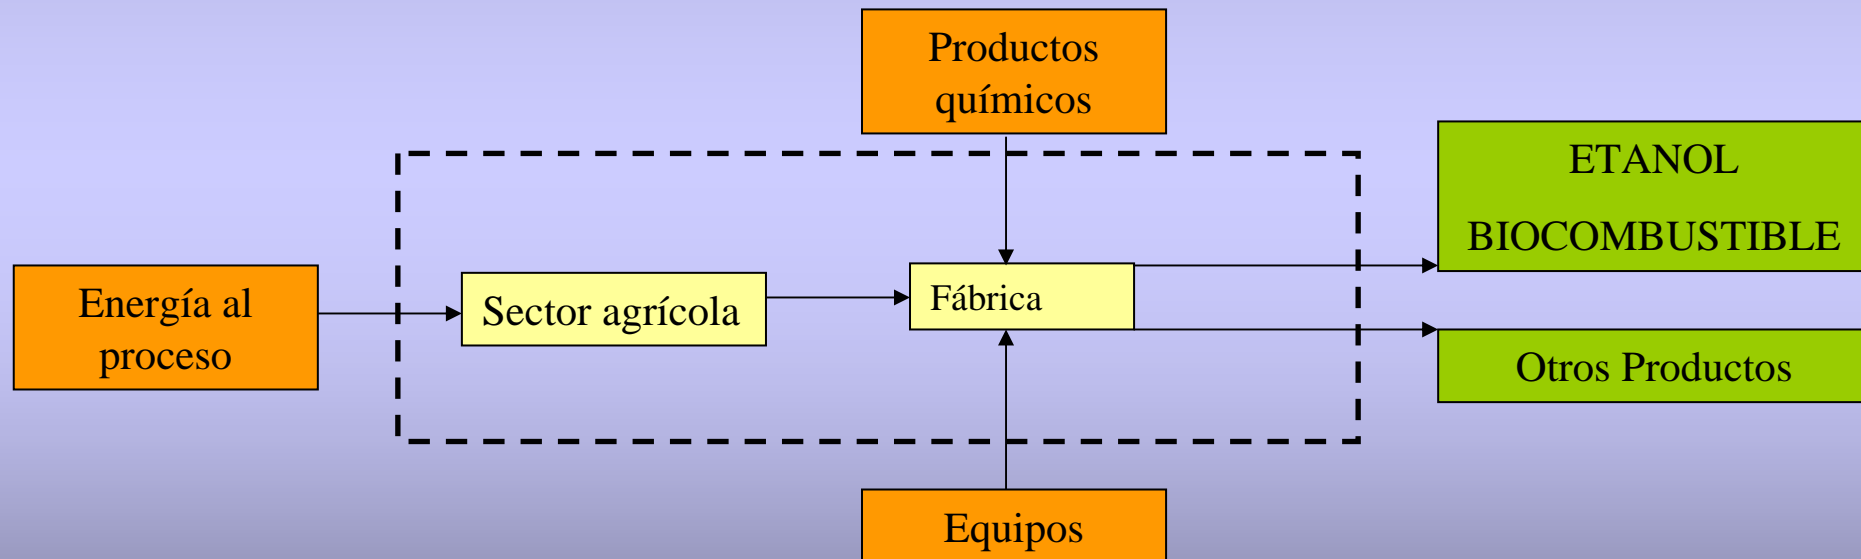 Productos
químicos
ETANOL
BIOCOMBUSTIBLE
Energía al
proceso
Sector agrícola
Fábrica
Otros Productos
Equipos